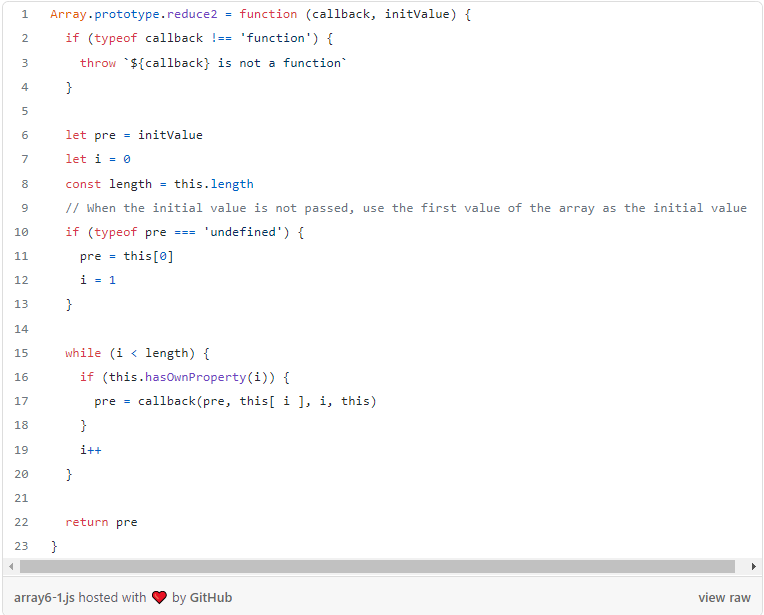 1 Array.prototype.reduce2 = function (callback, initValue) {
2   if (typeof callback !== 'function') {
3     throw `${callback} is not a function`
4   }
5
6   let pre = initValue
7   let i = 0
8   const length = this.length
9   // When the initial value is not passed, use the first value of the array as the initial value
10   if (typeof pre === 'undefined') {
11     pre = this[0]
12     i = 1
13   }
14
15   while (i < length) {
16     if (this.hasOwnProperty(i)) {
17       pre = callback(pre, this[ i ], i, this)
18     }
19     i++
20   }
21
22   return pre
23 }
array6-1.js hosted with ❤ by GitHub view raw